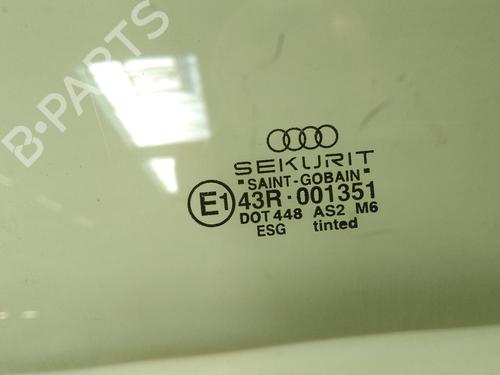 B-PARTS
SEKURIT
SAINT-GOBAIN
E1 43R-001351
DOT 448 AS2 M6
ESG tinted